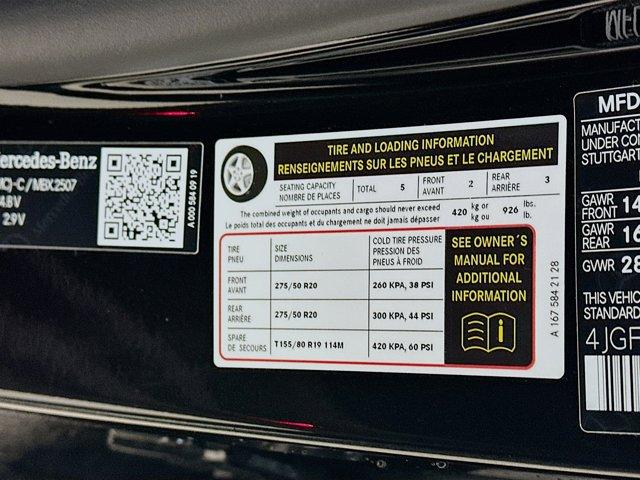 Mercedes-Benz
/MBX2507
2.9V
A 000 584 09 19
TIRE AND LOADING INFORMATION
RENSEIGNEMENTS SUR LES PNEUS ET LE CHARGEMENT
SEATING CAPACITY
NOMBRE DE PLACES
TOTAL 5
FRONT
AVANT
2
REAR
ARRIÈRE
3
The combined weight of occupants and cargo should never exceed
Le poids total des occupants et du chargement ne doit jamais dépasser
420 kg ou kg 926 lbs. lb.
TIRE
PNEU
SIZE
DIMENSIONS
COLD TIRE PRESSURE
PRESSION DES
PNEUS À FROID
FRONT
AVANT
275/50 R20
260 KPA, 38 PSI
REAR
ARRIÈRE
275/50 R20
300 KPA, 44 PSI
SPARE
DE SECOURS
T155/80 R19 114M
420 KPA, 60 PSI
SEE OWNER´S
MANUAL FOR
ADDITIONAL
INFORMATION
A 167 584 21 28
MFD
MANUFACT
UNDER CO
STUTTGART
GAWR
FRONT 14
GAWR
REAR 16
GVWR 28
THIS VEHIC
STANDARD
4JGF